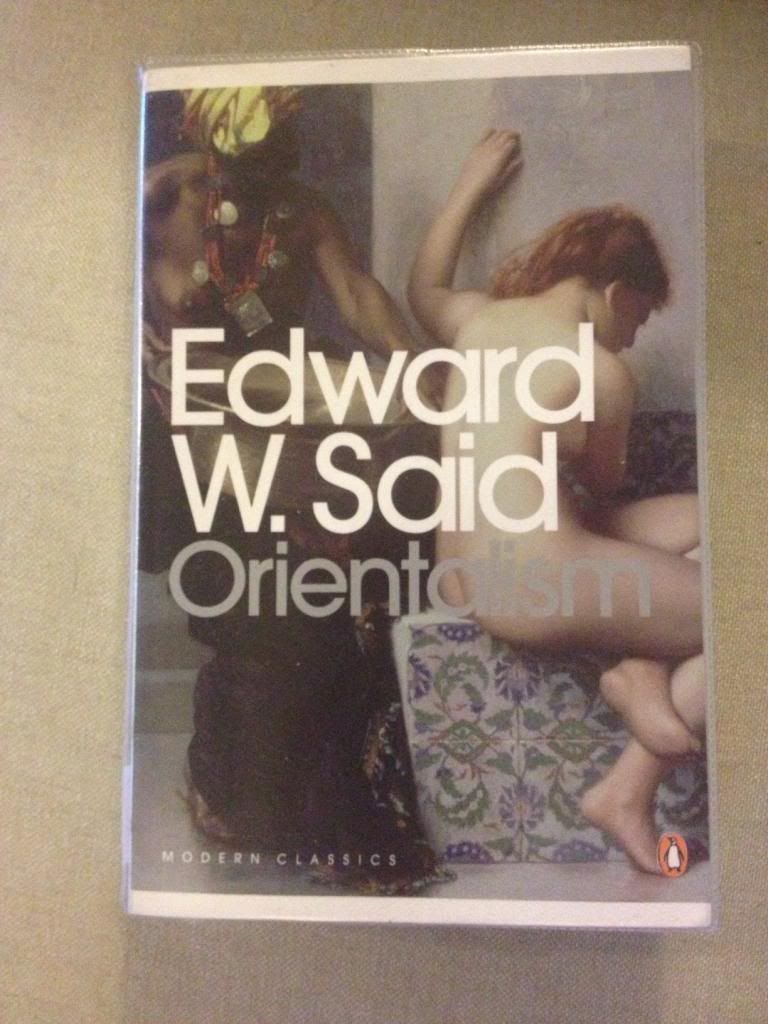 Edward
W. Said
Orientalism
MODERN CLASSICS